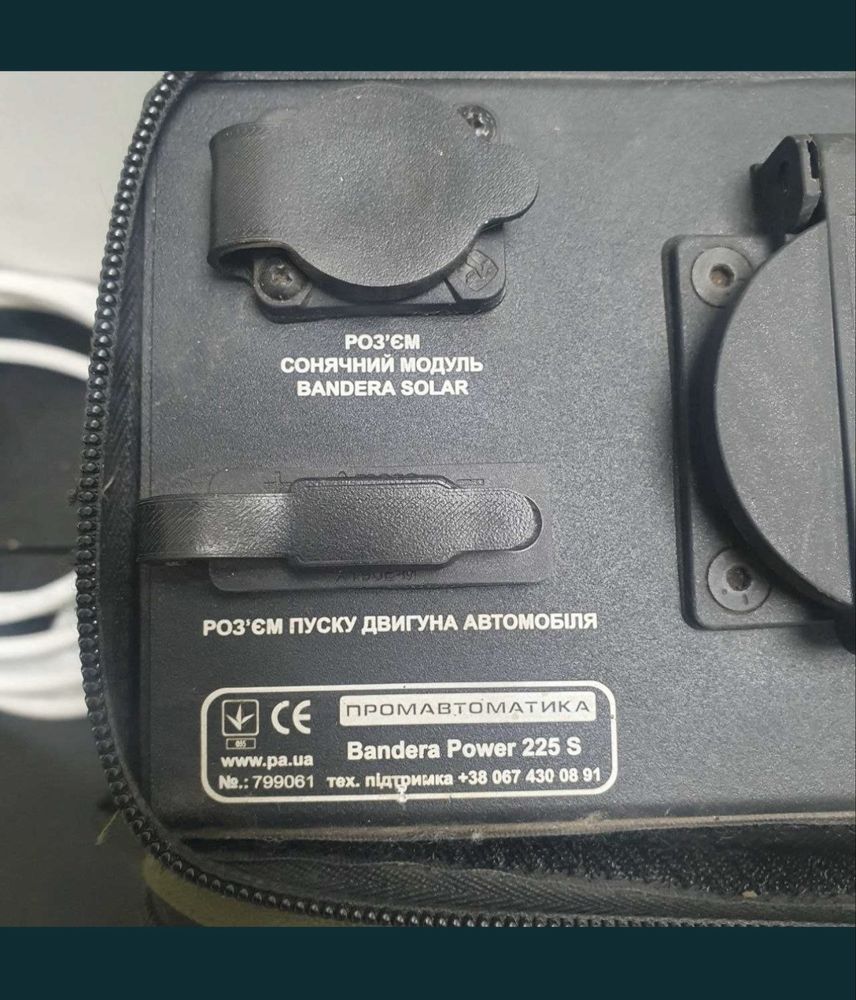 РОЗ'ЄМ
СОНЯЧНИЙ МОДУЛЬ
BANDERA SOLAR
РОЗ'ЄМ ПУСКУ ДВИГУНА АВТОМОБІЛЯ
CE ПРОМАВТОМАТИКА
035
Bandera Power 225 S
www.pa.ua
№.: 799061 тех. підтримка +38 067 430 08 91